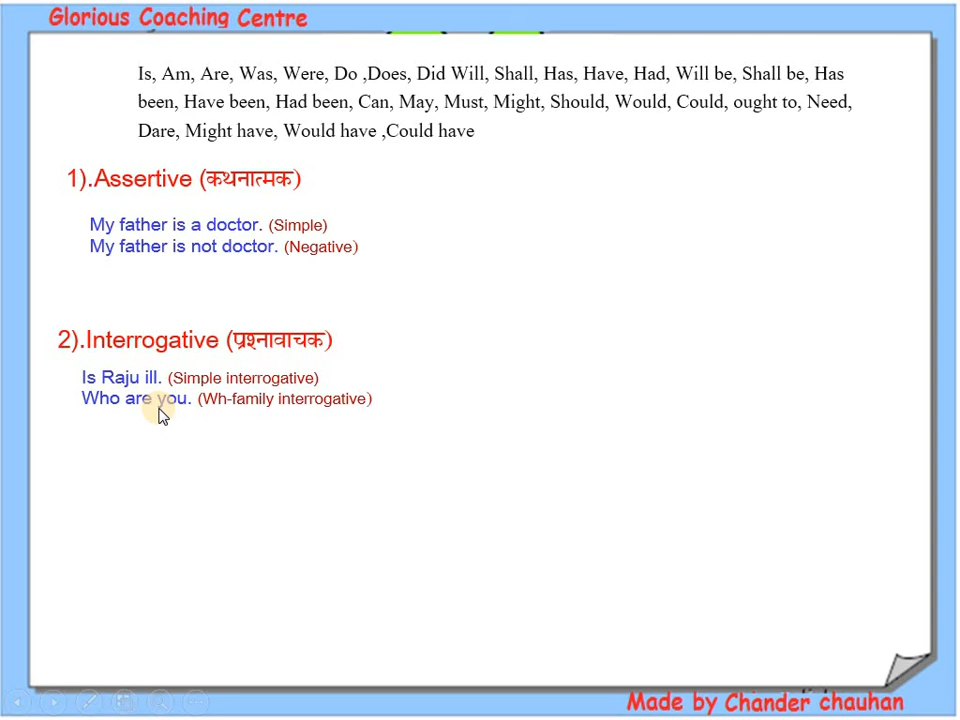 Glorious Coaching Centre
Is, Am, Are, Was, Were, Do ,Does, Did Will, Shall, Has, Have, Had, Will be, Shall be, Has
been, Have been, Had been, Can, May, Must, Might, Should, Would, Could, ought to, Need,
Dare, Might have, Would have ,Could have
1).Assertive (कथनात्मक)
My father is a doctor. (Simple)
My father is not doctor. (Negative)
2).Interrogative (प्रश्नावाचक)
Is Raju ill. (Simple interrogative)
Who are you. (Wh-family interrogative)
Made by Chander chauhan